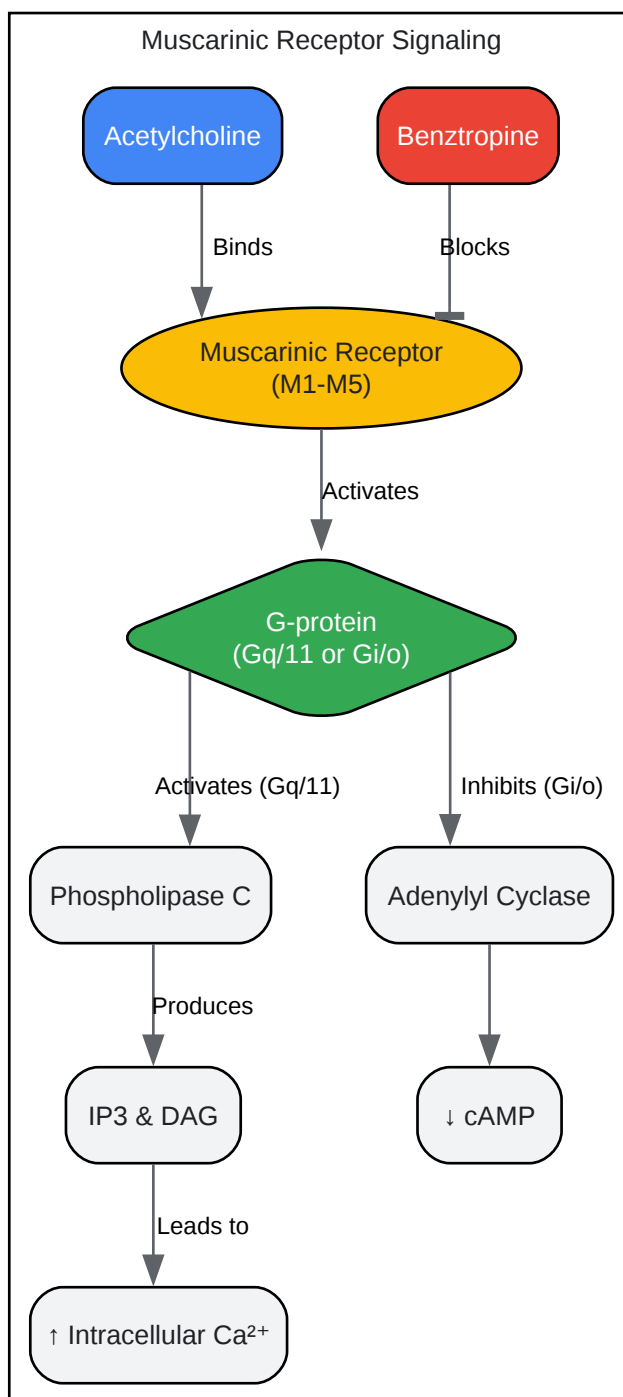 Muscarinic Receptor Signaling
Acetylcholine
Benztropine
Binds
Blocks
Muscarinic Receptor
(M1-M5)
Activates
G-protein
(Gq/11 or Gi/o)
Activates (Gq/11)
Inhibits (Gi/o)
Phospholipase C
Adenylyl Cyclase
Produces
IP3 & DAG
↓ cAMP
Leads to
↑ Intracellular Ca²⁺